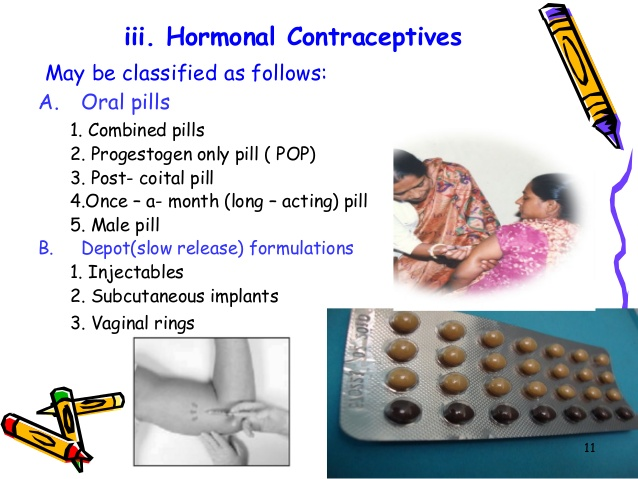 iii. Hormonal Contraceptives
May be classified as follows:
A. Oral pills
1. Combined pills
2. Progestogen only pill ( POP)
3. Post- coital pill
4.Once – a- month (long – acting) pill
5. Male pill
B. Depot(slow release) formulations
1. Injectables
2. Subcutaneous implants
3. Vaginal rings
11